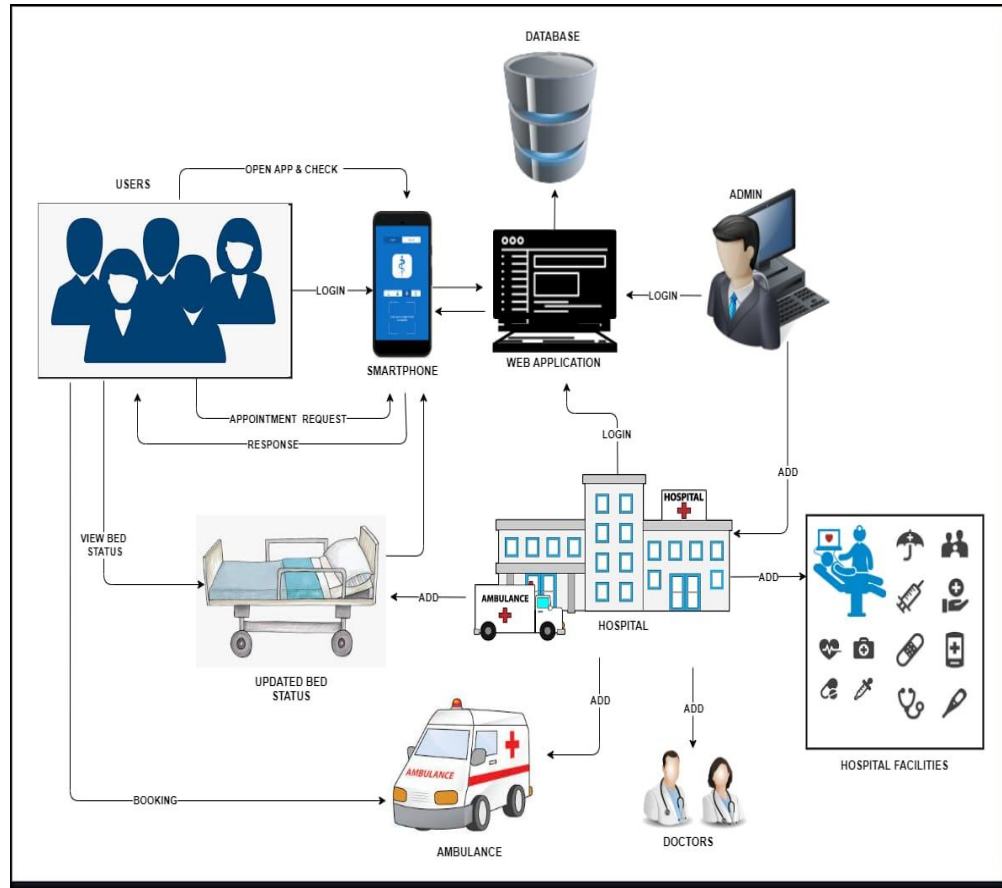 DATABASE
OPEN APP & CHECK
USERS
ADMIN
LOGIN
LOGIN
SMARTPHONE
WEB APPLICATION
APPOINTMENT REQUEST
RESPONSE
LOGIN
ADD
HOSPITAL
VIEW BED
STATUS
ADD
AMBULANCE
ADD
HOSPITAL
UPDATED BED
STATUS
ADD
ADD
AMBULANCE
HOSPITAL FACILITIES
BOOKING
DOCTORS
AMBULANCE